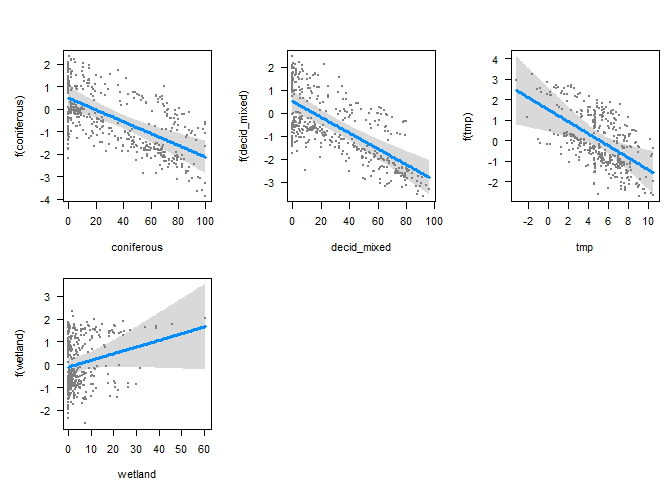 f(coniferous)
2
1
0
-1
-2
-3
-4
0 20 40 60 80 100
coniferous
f(decid_mixed)
2
1
0
-1
-2
-3
0 20 40 60 80 100
decid_mixed
f(tmp)
4
3
2
1
0
-1
-2
-2 0 2 4 6 8 10
tmp
f(wetland)
3
2
1
0
-1
-2
0 10 20 30 40 50 60
wetland